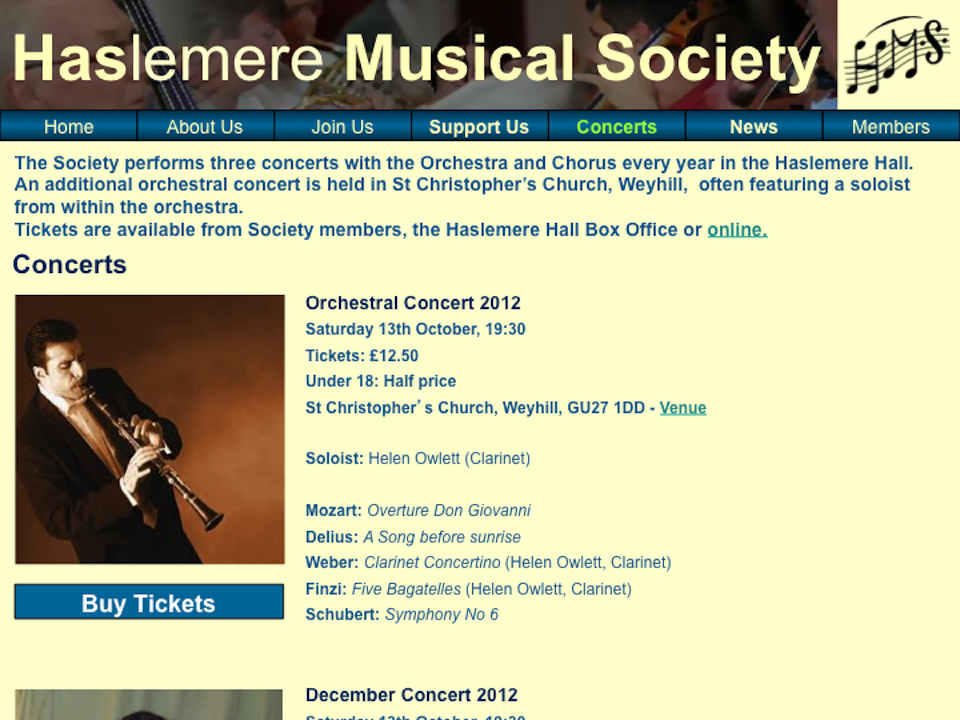 Haslemere Musical Society
HMS
Home About Us Join Us Support Us Concerts News Members
The Society performs three concerts with the Orchestra and Chorus every year in the Haslemere Hall.
An additional orchestral concert is held in St Christopher’s Church, Weyhill, often featuring a soloist
from within the orchestra.
Tickets are available from Society members, the Haslemere Hall Box Office or online.
Concerts
Orchestral Concert 2012
Saturday 13th October, 19:30
Tickets: £12.50
Under 18: Half price
St Christopher’s Church, Weyhill, GU27 1DD - Venue
Soloist: Helen Owlett (Clarinet)
Mozart: Overture Don Giovanni
Delius: A Song before sunrise
Weber: Clarinet Concertino (Helen Owlett, Clarinet)
Finzi: Five Bagatelles (Helen Owlett, Clarinet)
Schubert: Symphony No 6
Buy Tickets
December Concert 2012